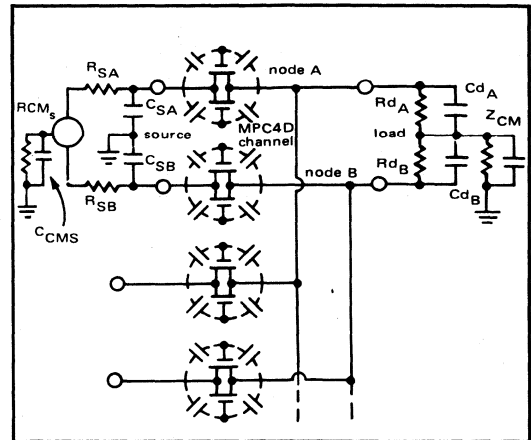 R_SA
node A
RCM_s
C_SA
Cd_A
Rd_A
Z_CM
source
MPC4D
channel
load
C_SB
Rd_B
node B
R_SB
Cd_B
C_CMS